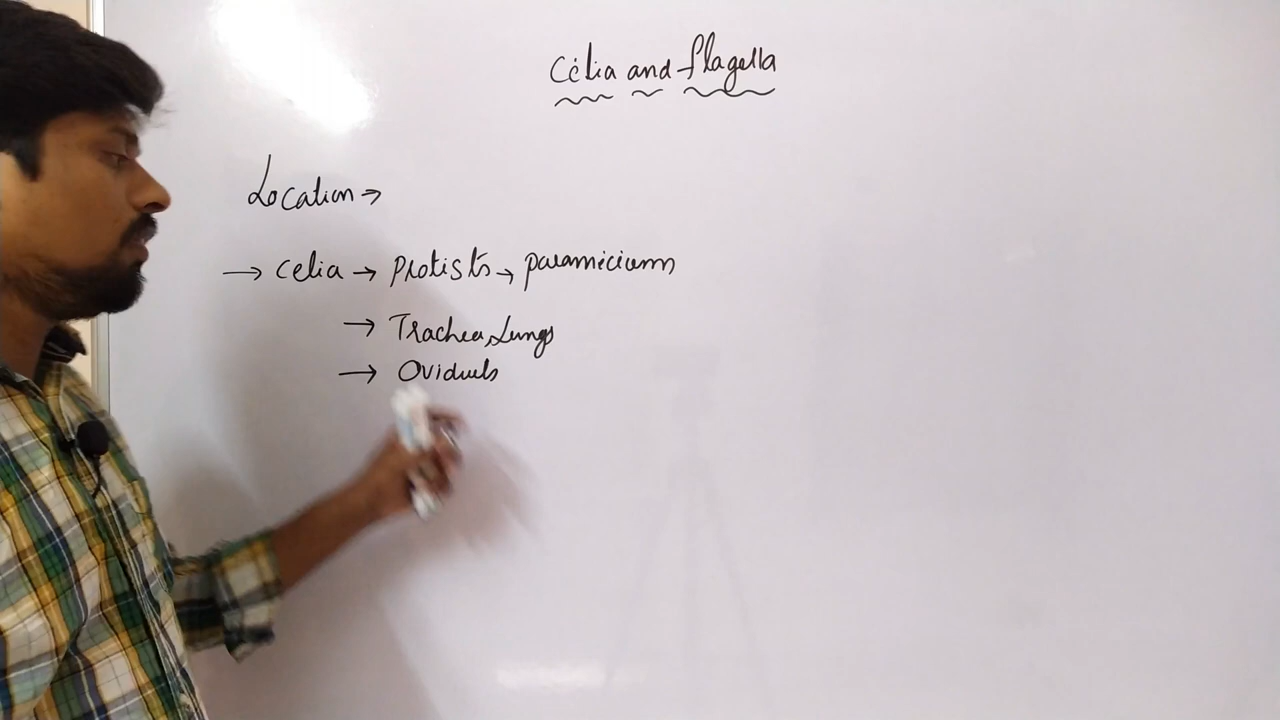 Cilia and flagella
Location →
→ Celia → Protists → paramicium
→ Trachea, Lungs
→ Oviducts